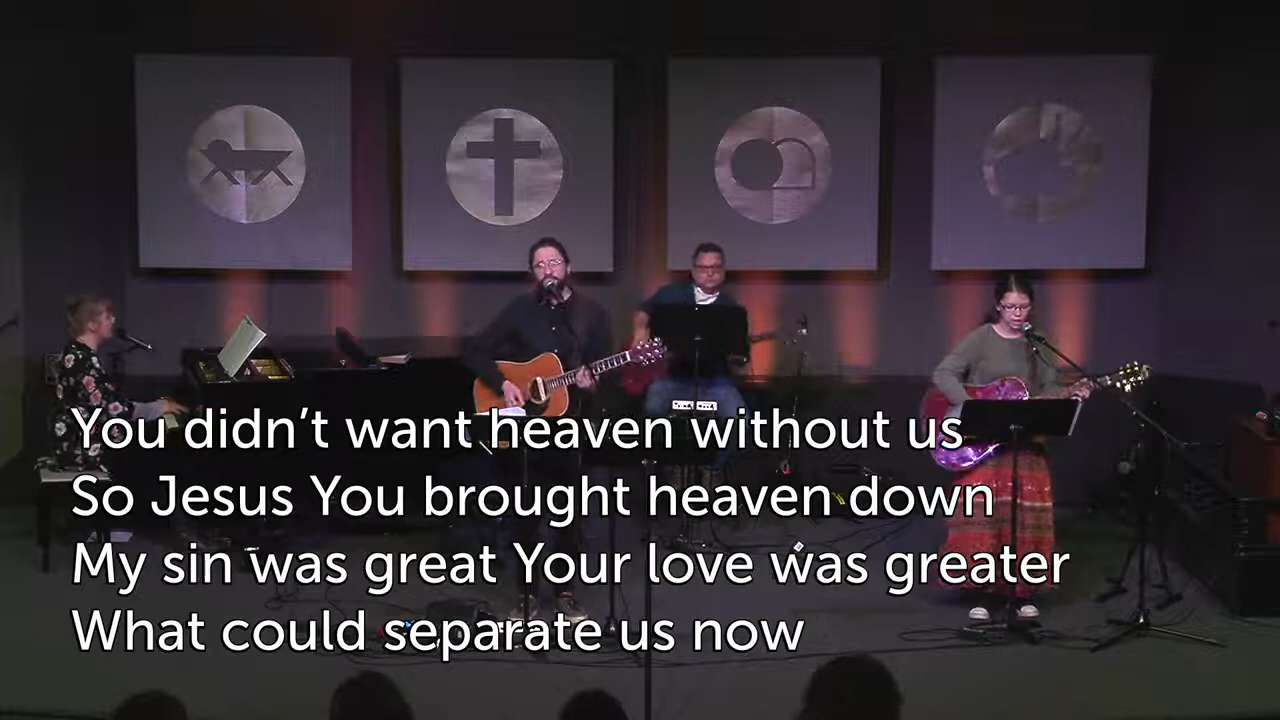 You didn’t want heaven without us
So Jesus You brought heaven down
My sin was great Your love was greater
What could separate us now